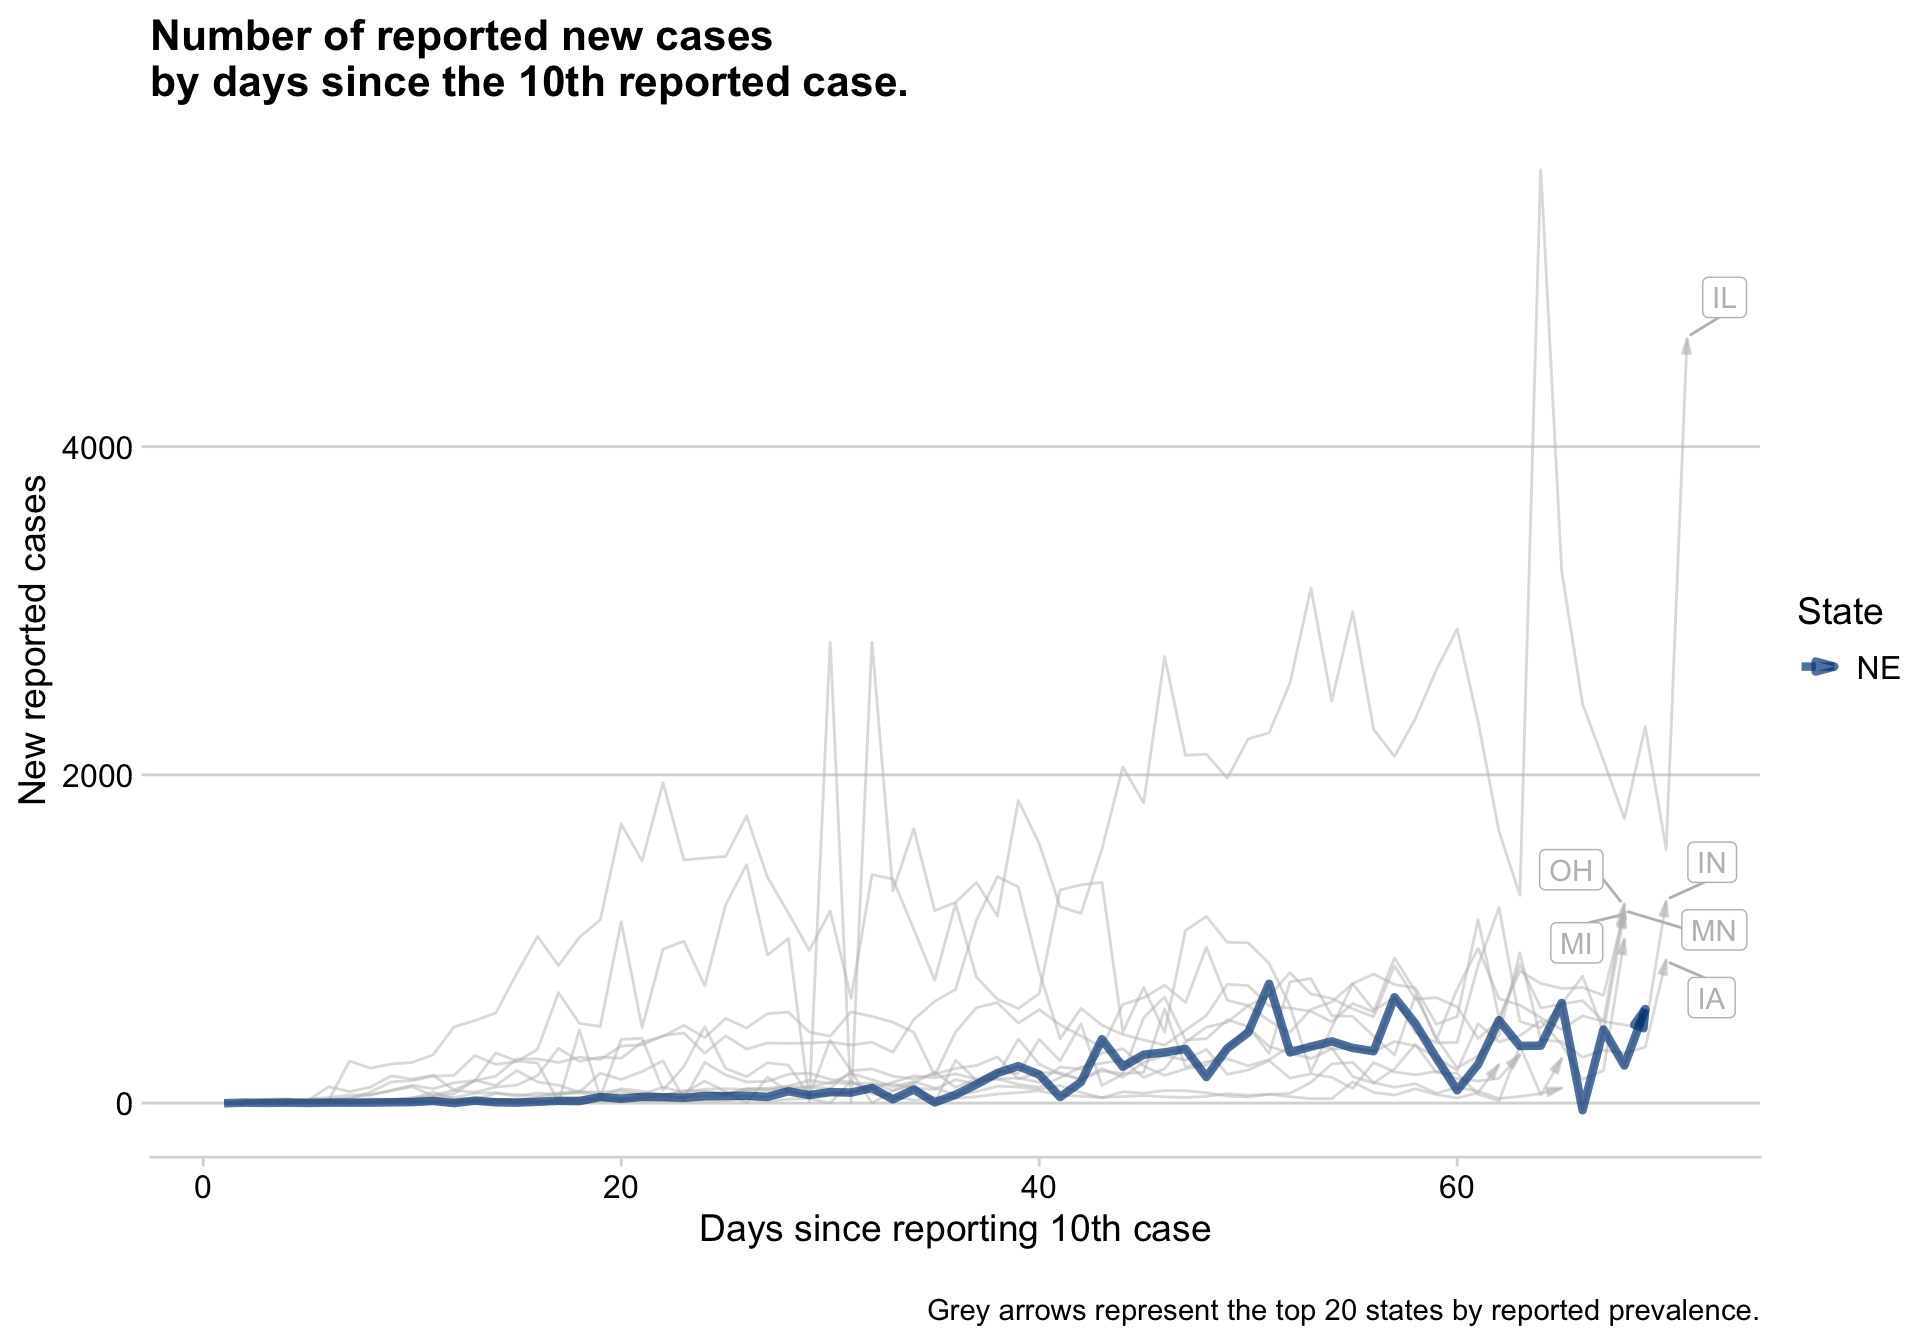 Number of reported new cases
by days since the 10th reported case.
New reported cases
4000
2000
0
IL
OH
IN
MI
MN
IA
State
NE
0
20
40
60
Days since reporting 10th case
Grey arrows represent the top 20 states by reported prevalence.